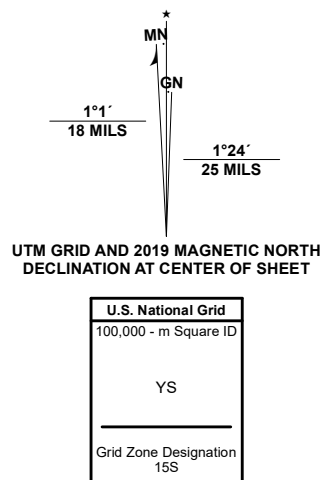 ★
MN
GN
1°1´
18 MILS
1°24´
25 MILS
UTM GRID AND 2019 MAGNETIC NORTH
DECLINATION AT CENTER OF SHEET
U.S. National Grid
100,000 - m Square ID
YS
Grid Zone Designation
15S